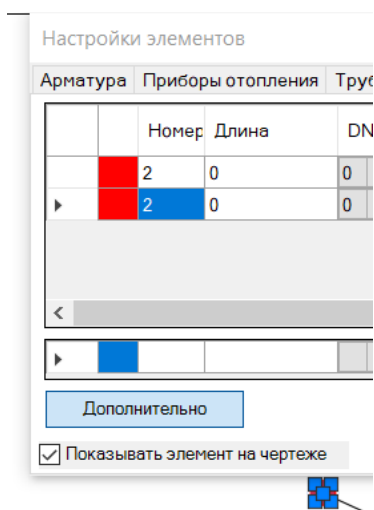 Настройки элементов
Арматура Приборы отопления Труб
Номер Длина DN
2 0 0
2 0 0
Дополнительно
Показывать элемент на чертеже